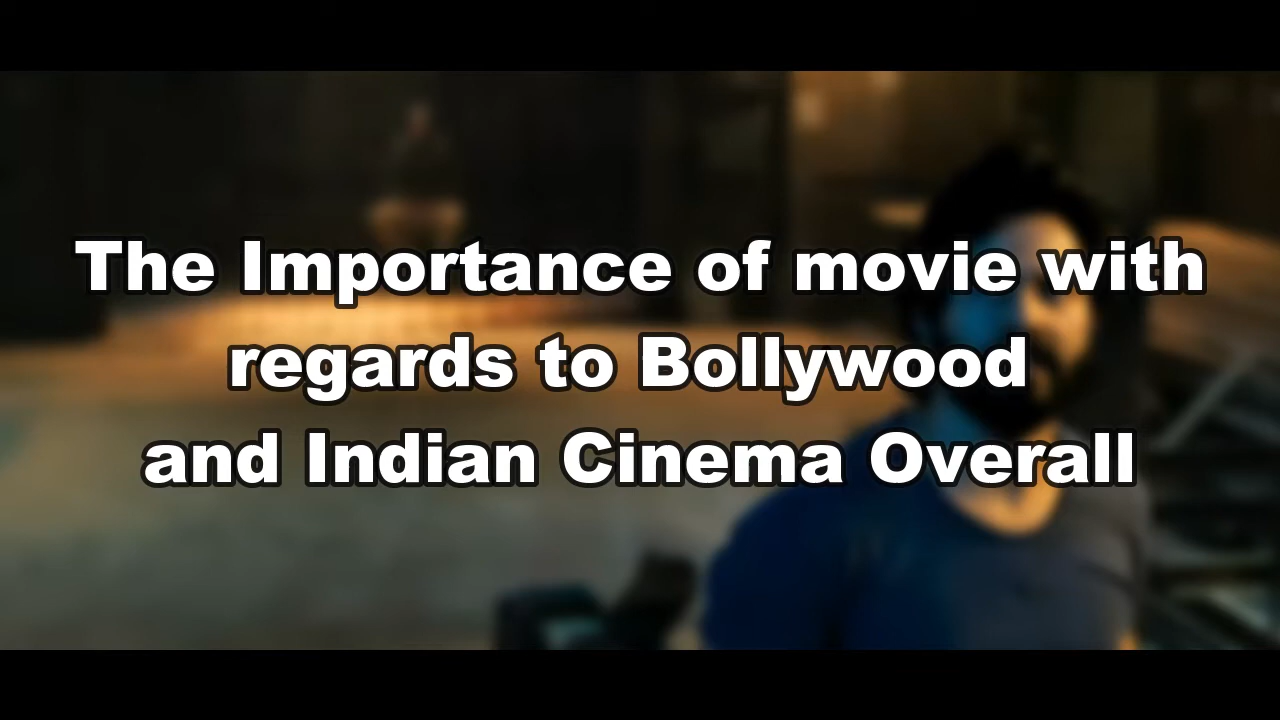 The Importance of movie with
regards to Bollywood
and Indian Cinema Overall